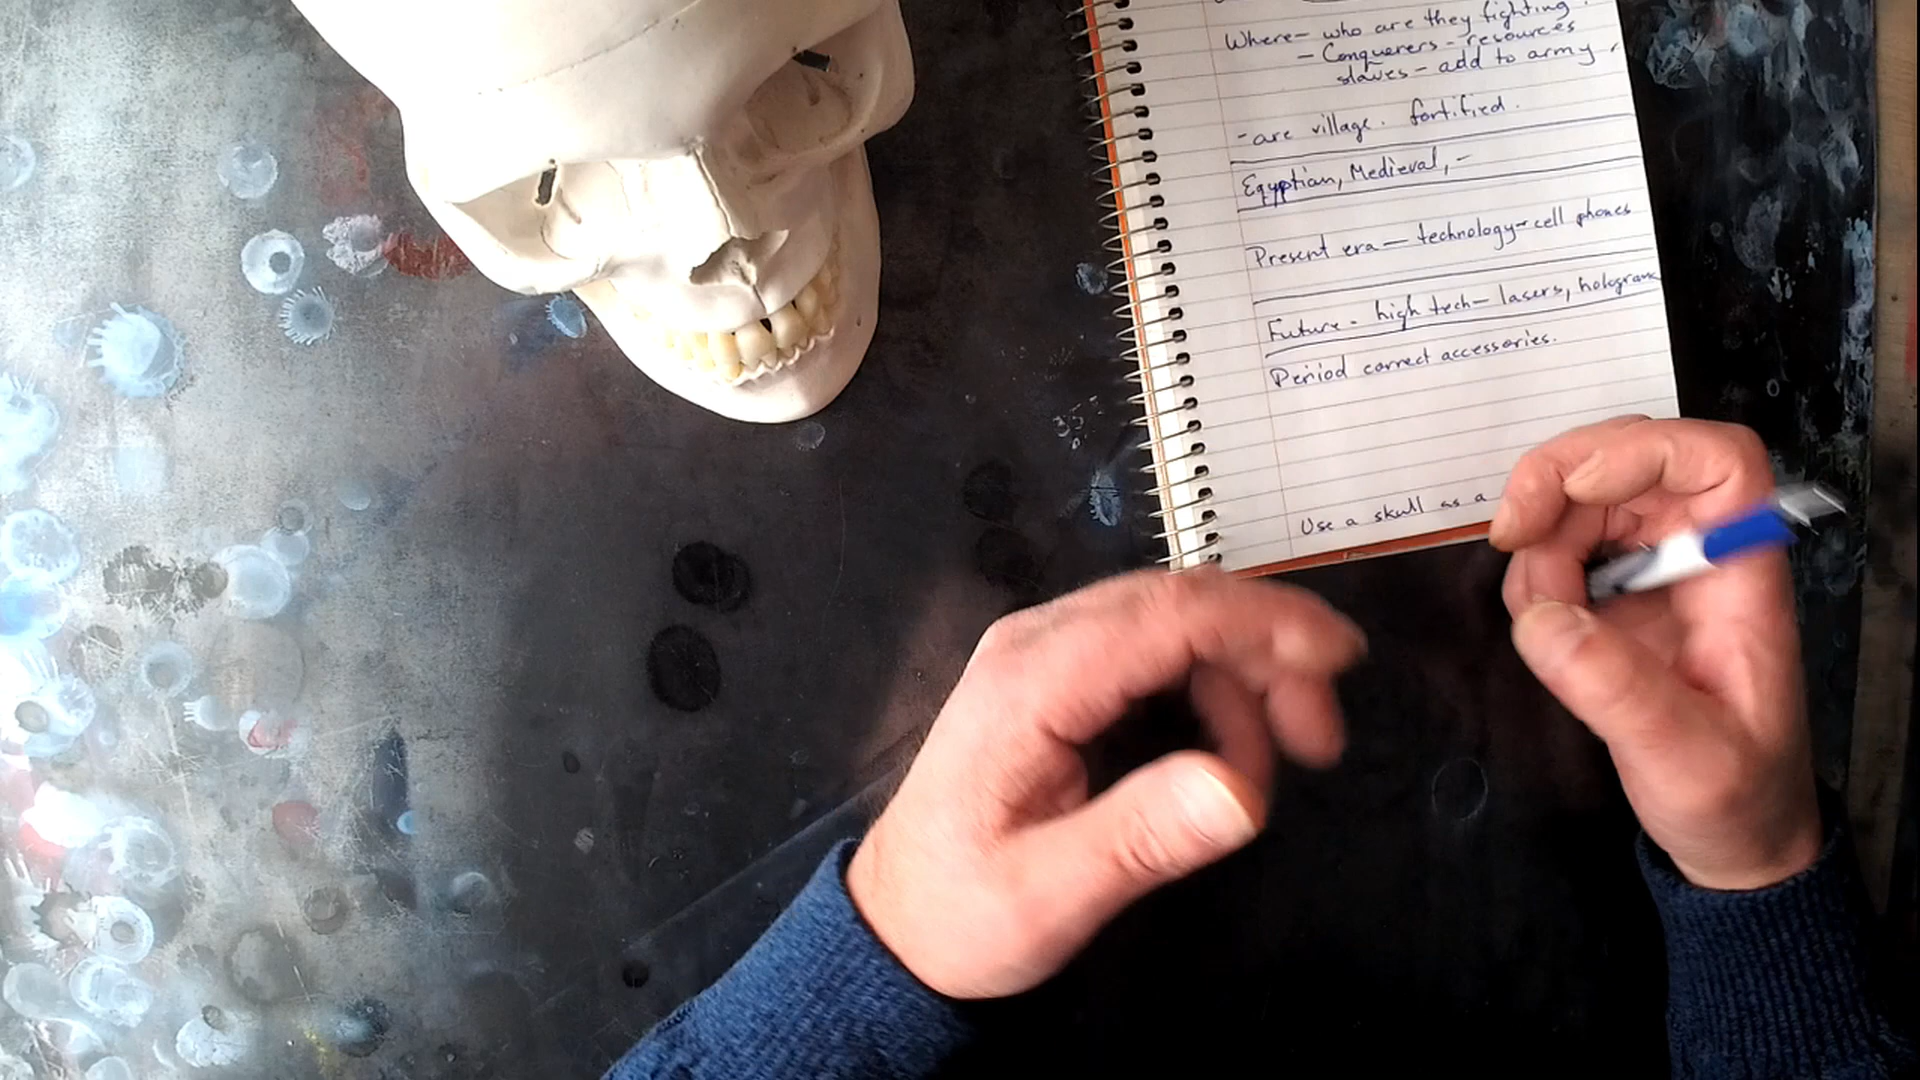 Where - who are they fighting.
- Conquerers - resources
slaves - add to army
- are village. fortified.
Egyptian, Medieval, -
Present era - technology - cell phones
Future - high tech - lasers, holograms
Period correct accessories.
Use a skull as a
35